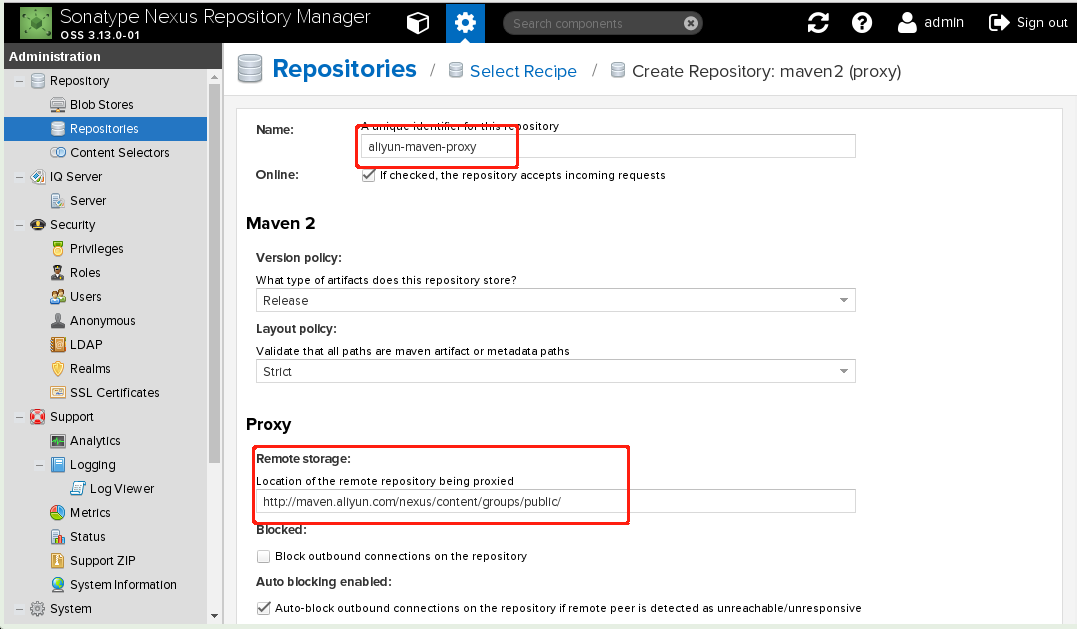 Sonatype Nexus Repository Manager
OSS 3.13.0-01
Search components
admin
Sign out
Administration
Repository
Blob Stores
Repositories
Content Selectors
IQ Server
Server
Security
Privileges
Roles
Users
Anonymous
LDAP
Realms
SSL Certificates
Support
Analytics
Logging
Log Viewer
Metrics
Status
Support ZIP
System Information
System
Repositories / Select Recipe / Create Repository: maven2 (proxy)
Name:
A unique identifier for this repository
aliyun-maven-proxy
Online:
If checked, the repository accepts incoming requests
Maven 2
Version policy:
What type of artifacts does this repository store?
Release
Layout policy:
Validate that all paths are maven artifact or metadata paths
Strict
Proxy
Remote storage:
Location of the remote repository being proxied
http://maven.aliyun.com/nexus/content/groups/public/
Blocked:
Block outbound connections on the repository
Auto blocking enabled:
Auto-block outbound connections on the repository if remote peer is detected as unreachable/unresponsive